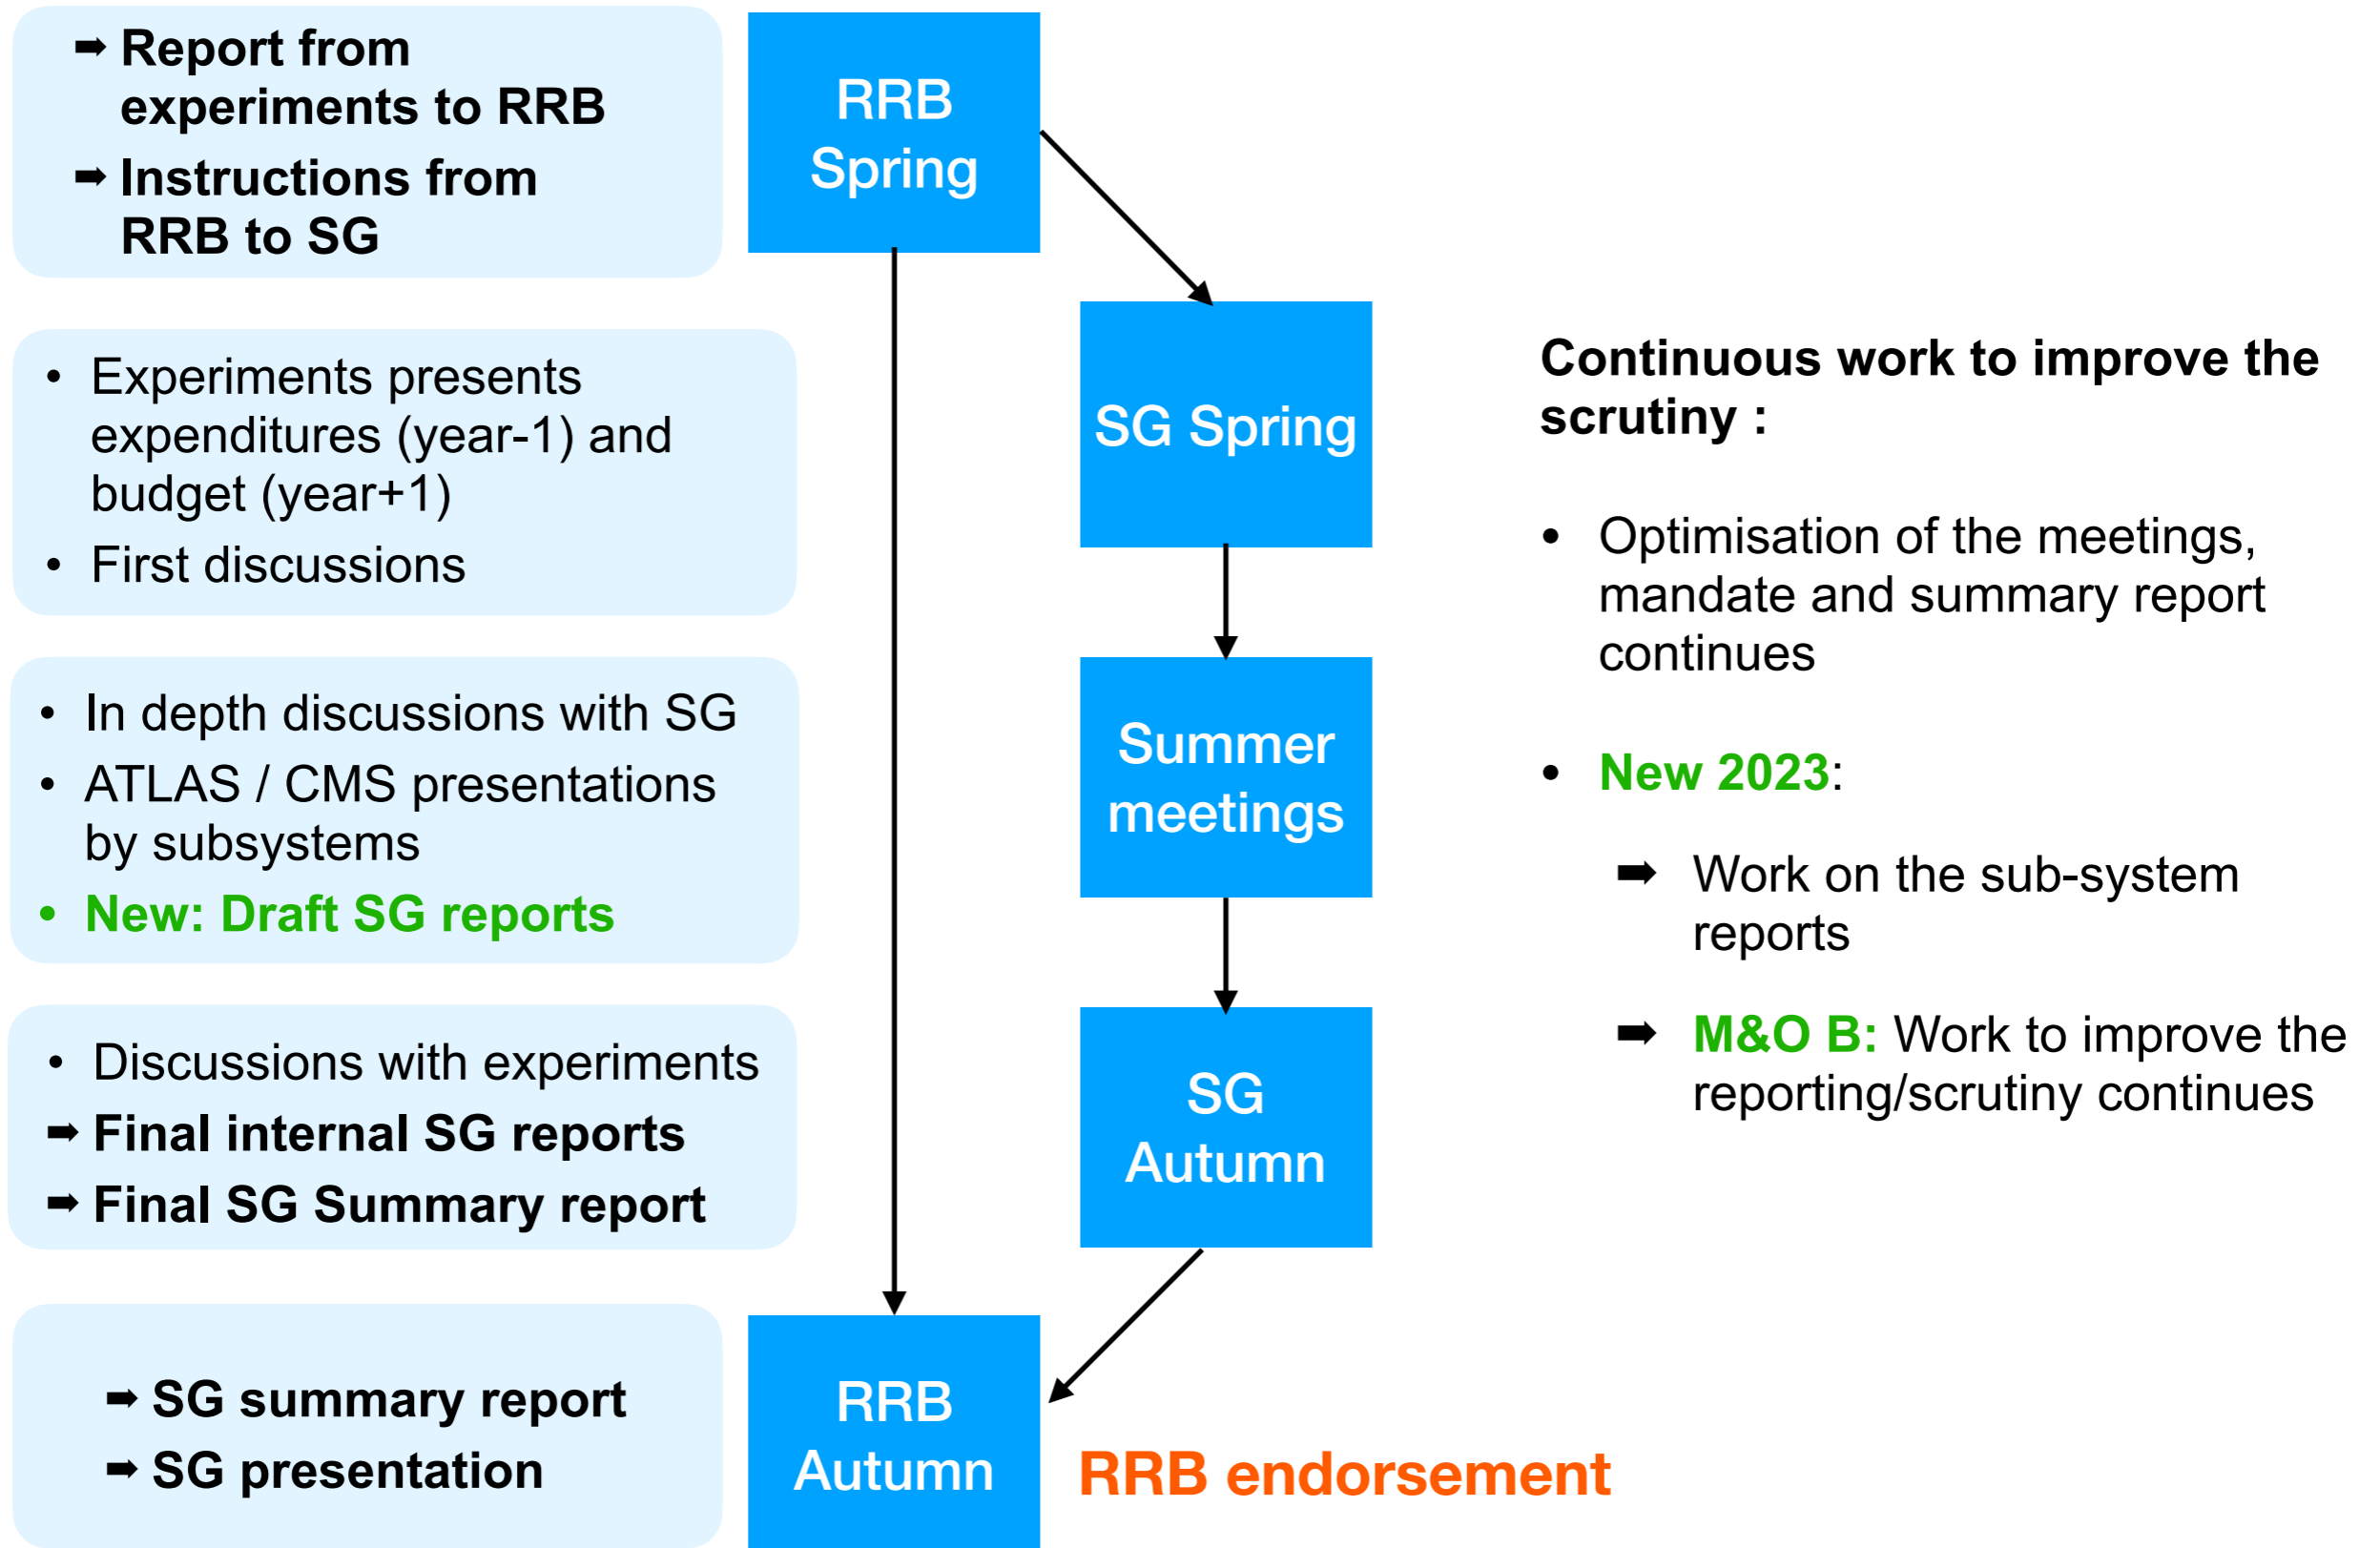 ➡ Report from
experiments to RRB
➡ Instructions from
RRB to SG
RRB
Spring
• Experiments presents
expenditures (year-1) and
budget (year+1)
• First discussions
SG Spring
• In depth discussions with SG
• ATLAS / CMS presentations
by subsystems
• New: Draft SG reports
Summer
meetings
• Discussions with experiments
➡ Final internal SG reports
➡ Final SG Summary report
SG
Autumn
➡ SG summary report
➡ SG presentation
RRB
Autumn
RRB endorsement
Continuous work to improve the
scrutiny :
• Optimisation of the meetings,
mandate and summary report
continues
• New 2023:
➡ Work on the sub-system
reports
➡ M&O B: Work to improve the
reporting/scrutiny continues